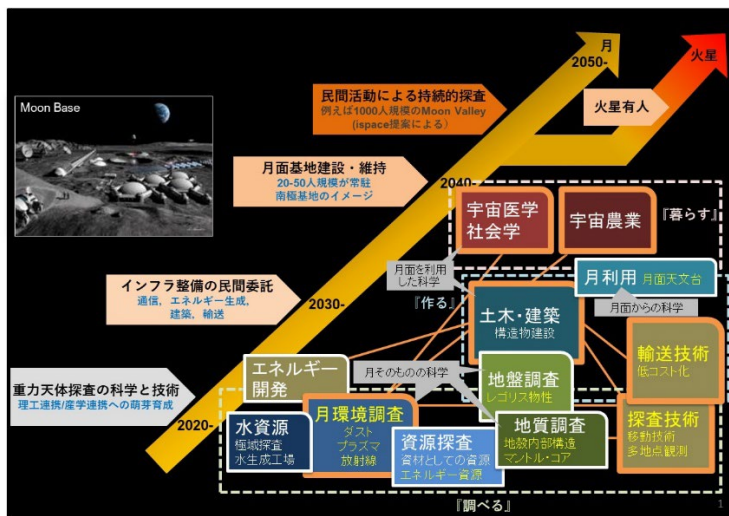 月
2050-
火星
民間活動による持続的探査
例えば1000人規模のMoon Valley
(ispace提案による）
火星有人
Moon Base
月面基地建設・維持
20-50人規模が常駐
南極基地のイメージ
2040-
宇宙医学
社会学
宇宙農業
『暮らす』
月面を利用
した科学
月利用 月面天文台
月面からの科学
インフラ整備の民間委託
通信，エネルギー生成，
建築，輸送
2030-
『作る』
土木・建築
構造物建設
輸送技術
低コスト化
エネルギー
開発
月そのものの科学
地盤調査
レゴリス物性
重力天体探査の科学と技術
理工連携/産学連携への萌芽育成
2020-
水資源
極域探査
水生成工場
月環境調査
ダスト
プラズマ
放射線
資源探査
資材としての資源
エネルギー資源
地質調査
地殻内部構造
マントル・コア
探査技術
移動技術
多地点観測
『調べる』
1